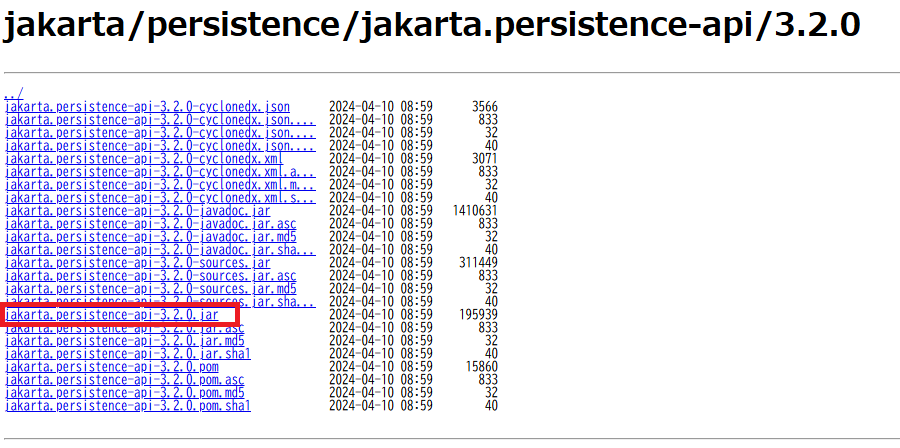 jakarta/persistence/jakarta.persistence-api/3.2.0
../
jakarta.persistence-api-3.2.0-cyclonedx.json 2024-04-10 08:59 3566
jakarta.persistence-api-3.2.0-cyclonedx.json.... 2024-04-10 08:59 833
jakarta.persistence-api-3.2.0-cyclonedx.json.... 2024-04-10 08:59 32
jakarta.persistence-api-3.2.0-cyclonedx.json.... 2024-04-10 08:59 40
jakarta.persistence-api-3.2.0-cyclonedx.xml 2024-04-10 08:59 3071
jakarta.persistence-api-3.2.0-cyclonedx.xml.a... 2024-04-10 08:59 833
jakarta.persistence-api-3.2.0-cyclonedx.xml.m... 2024-04-10 08:59 32
jakarta.persistence-api-3.2.0-cyclonedx.xml.s... 2024-04-10 08:59 40
jakarta.persistence-api-3.2.0-javadoc.jar 2024-04-10 08:59 1410631
jakarta.persistence-api-3.2.0-javadoc.jar.asc 2024-04-10 08:59 833
jakarta.persistence-api-3.2.0-javadoc.jar.md5 2024-04-10 08:59 32
jakarta.persistence-api-3.2.0-javadoc.jar.sha... 2024-04-10 08:59 40
jakarta.persistence-api-3.2.0-sources.jar 2024-04-10 08:59 311449
jakarta.persistence-api-3.2.0-sources.jar.asc 2024-04-10 08:59 833
jakarta.persistence-api-3.2.0-sources.jar.md5 2024-04-10 08:59 32
jakarta.persistence-api-3.2.0-sources.jar.sha... 2024-04-10 08:59 40
jakarta.persistence-api-3.2.0.jar 2024-04-10 08:59 195939
jakarta.persistence-api-3.2.0.jar.asc 2024-04-10 08:59 833
jakarta.persistence-api-3.2.0.jar.md5 2024-04-10 08:59 32
jakarta.persistence-api-3.2.0.jar.sha1 2024-04-10 08:59 40
jakarta.persistence-api-3.2.0.pom 2024-04-10 08:59 15860
jakarta.persistence-api-3.2.0.pom.asc 2024-04-10 08:59 833
jakarta.persistence-api-3.2.0.pom.md5 2024-04-10 08:59 32
jakarta.persistence-api-3.2.0.pom.sha1 2024-04-10 08:59 40